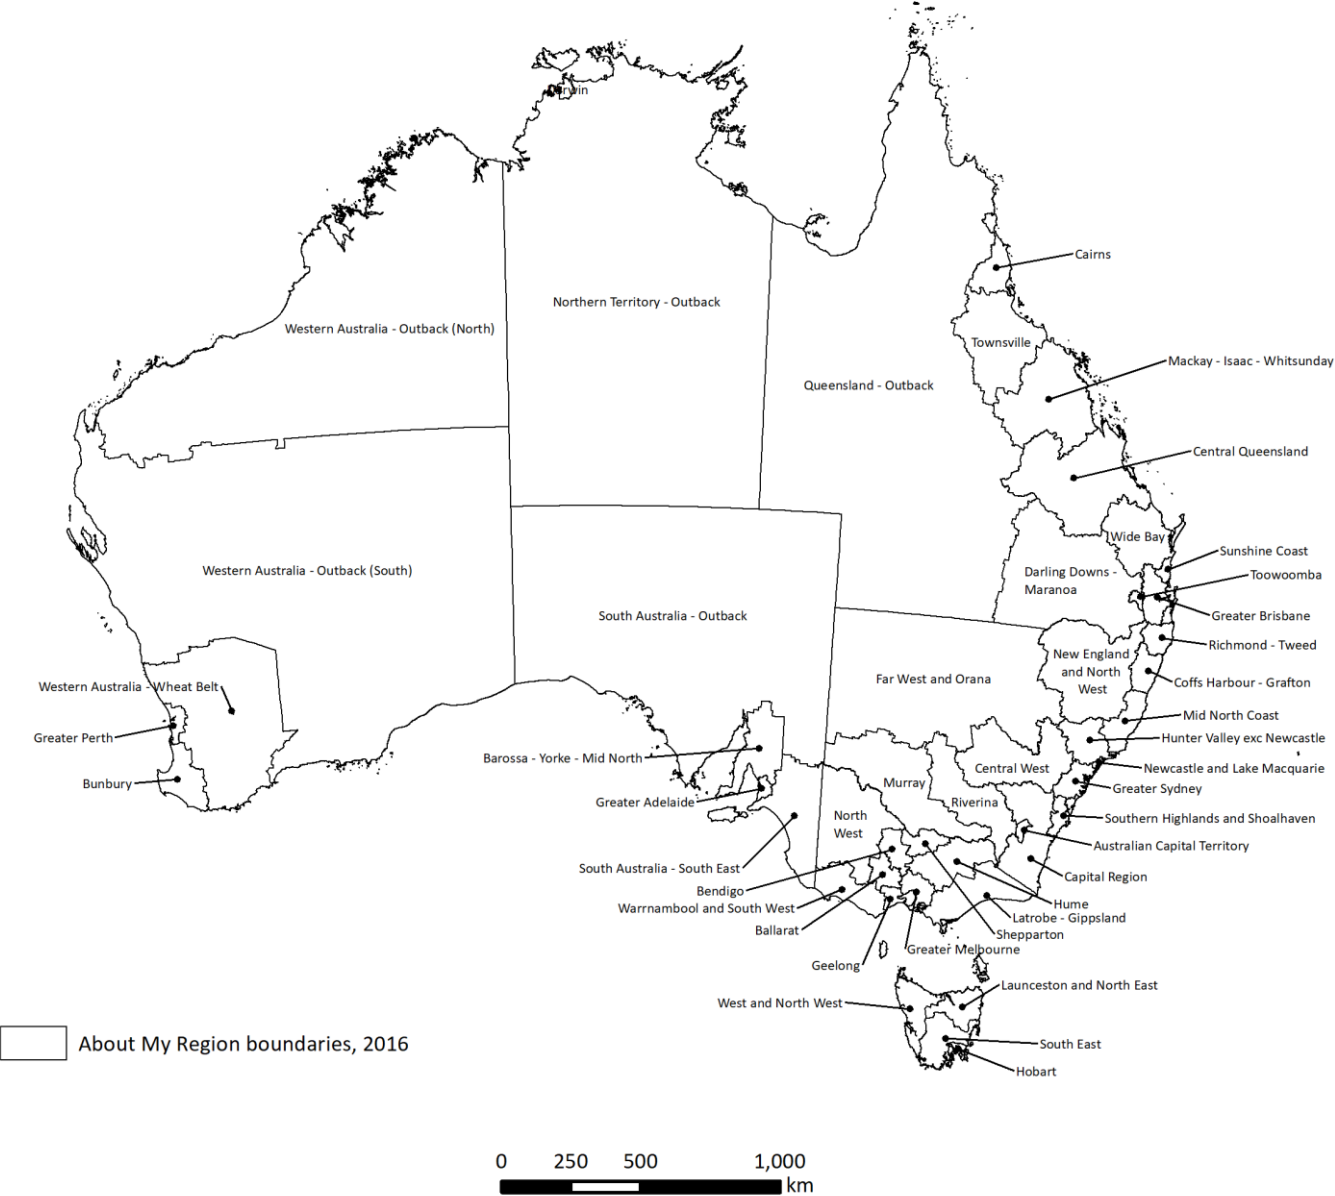 Darwin
Cairns
Northern Territory - Outback
Western Australia - Outback (North)
Townsville
Mackay - Isaac - Whitsunday
Queensland - Outback
Central Queensland
Wide Bay
Sunshine Coast
Western Australia - Outback (South)
Darling Downs -
Maranoa
Toowoomba
South Australia - Outback
Greater Brisbane
Richmond - Tweed
New England
and North
West
Far West and Orana
Coffs Harbour - Grafton
Western Australia - Wheat Belt
Mid North Coast
Greater Perth
Hunter Valley exc Newcastle
Barossa - Yorke - Mid North
Central West
Newcastle and Lake Macquarie
Bunbury
Murray
Greater Sydney
Greater Adelaide
Riverina
North
West
Southern Highlands and Shoalhaven
Australian Capital Territory
South Australia - South East
Capital Region
Bendigo
Hume
Warrnambool and South West
Latrobe - Gippsland
Ballarat
Shepparton
Greater Melbourne
Geelong
Launceston and North East
West and North West
South East
Hobart
About My Region boundaries, 2016
0 250 500 1,000
km